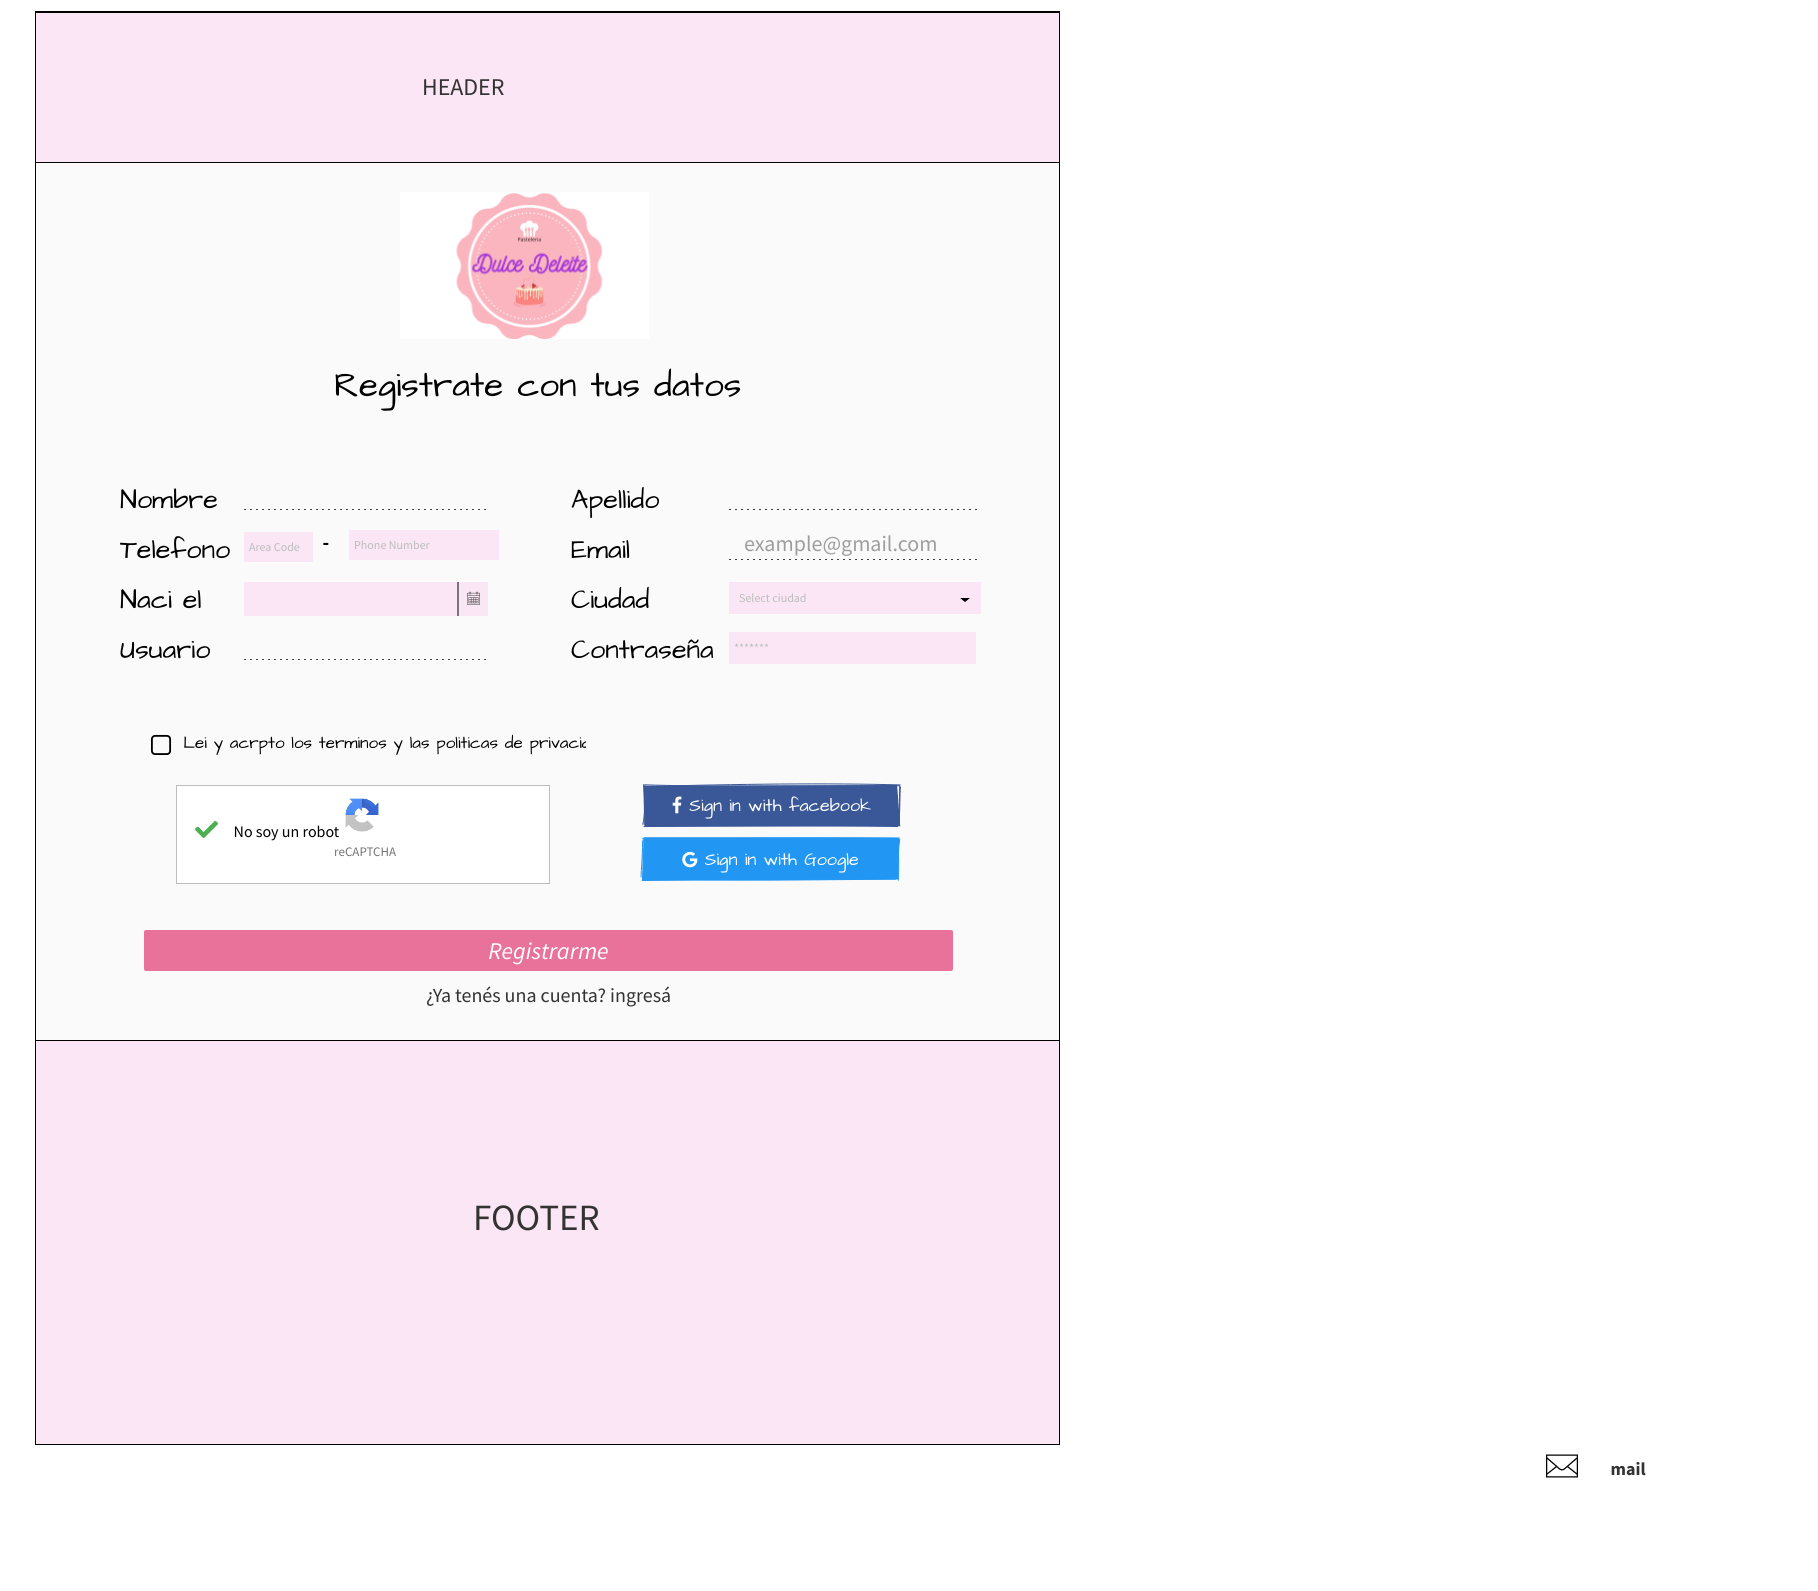 HEADER
Pasteleria
Dulce Deleite
Registrate con tus datos
Nombre
Apellido
Telefono Area Code - Phone Number
Email example@gmail.com
Naci el
Ciudad Select ciudad
Usuario
Contraseña *******
Lei y acrpto los terminos y las politicas de privacic
No soy un robot
reCAPTCHA
Sign in with facebook
Sign in with Google
Registrarme
¿Ya tenés una cuenta? ingresá
FOOTER
mail